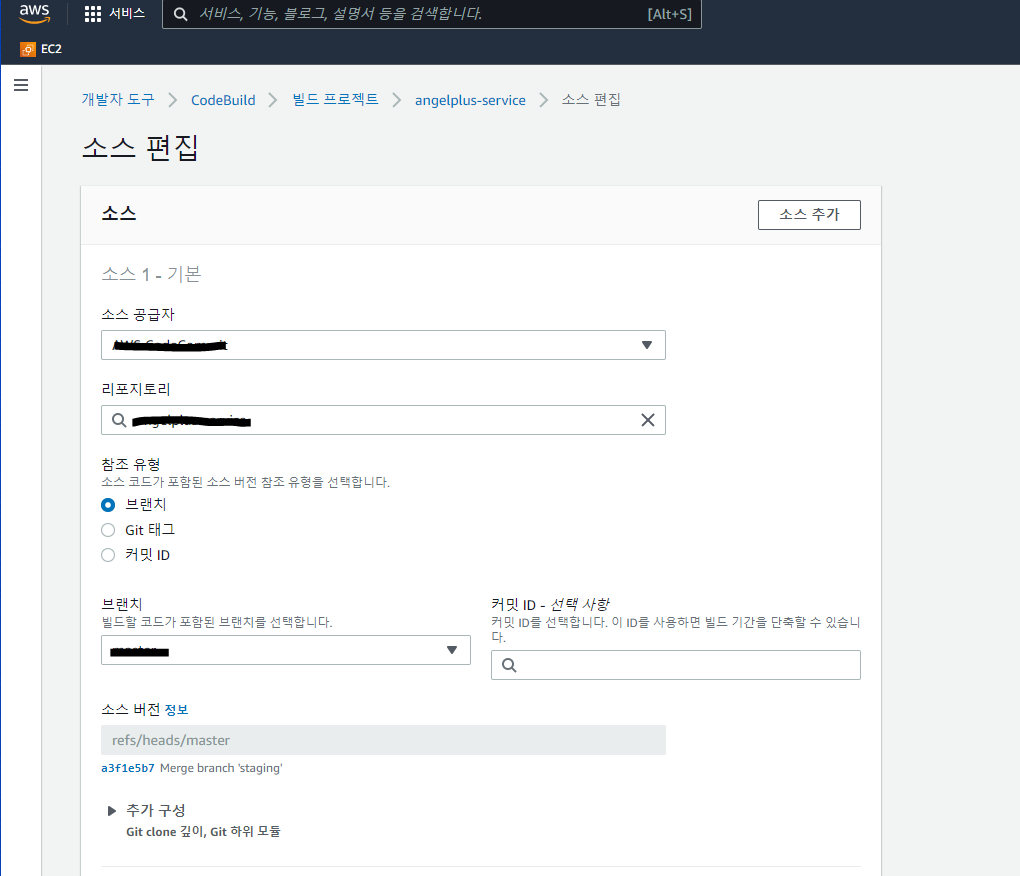 aws
서비스
서비스, 기능, 블로그, 설명서 등을 검색합니다.
[Alt+S]
EC2
개발자 도구
CodeBuild
빌드 프로젝트
angelplus-service
소스 편집
소스 편집
소스
소스 추가
소스 1 - 기본
소스 공급자
리포지토리
참조 유형
소스 코드가 포함된 소스 버전 참조 유형을 선택합니다.
브랜치
Git 태그
커밋 ID
브랜치
빌드할 코드가 포함된 브랜치를 선택합니다.
커밋 ID - 선택 사항
커밋 ID를 선택합니다. 이 ID를 사용하면 빌드 기간을 단축할 수 있습니
다.
소스 버전 정보
refs/heads/master
a3f1e5b7 Merge branch 'staging'
추가 구성
Git clone 깊이, Git 하위 모듈